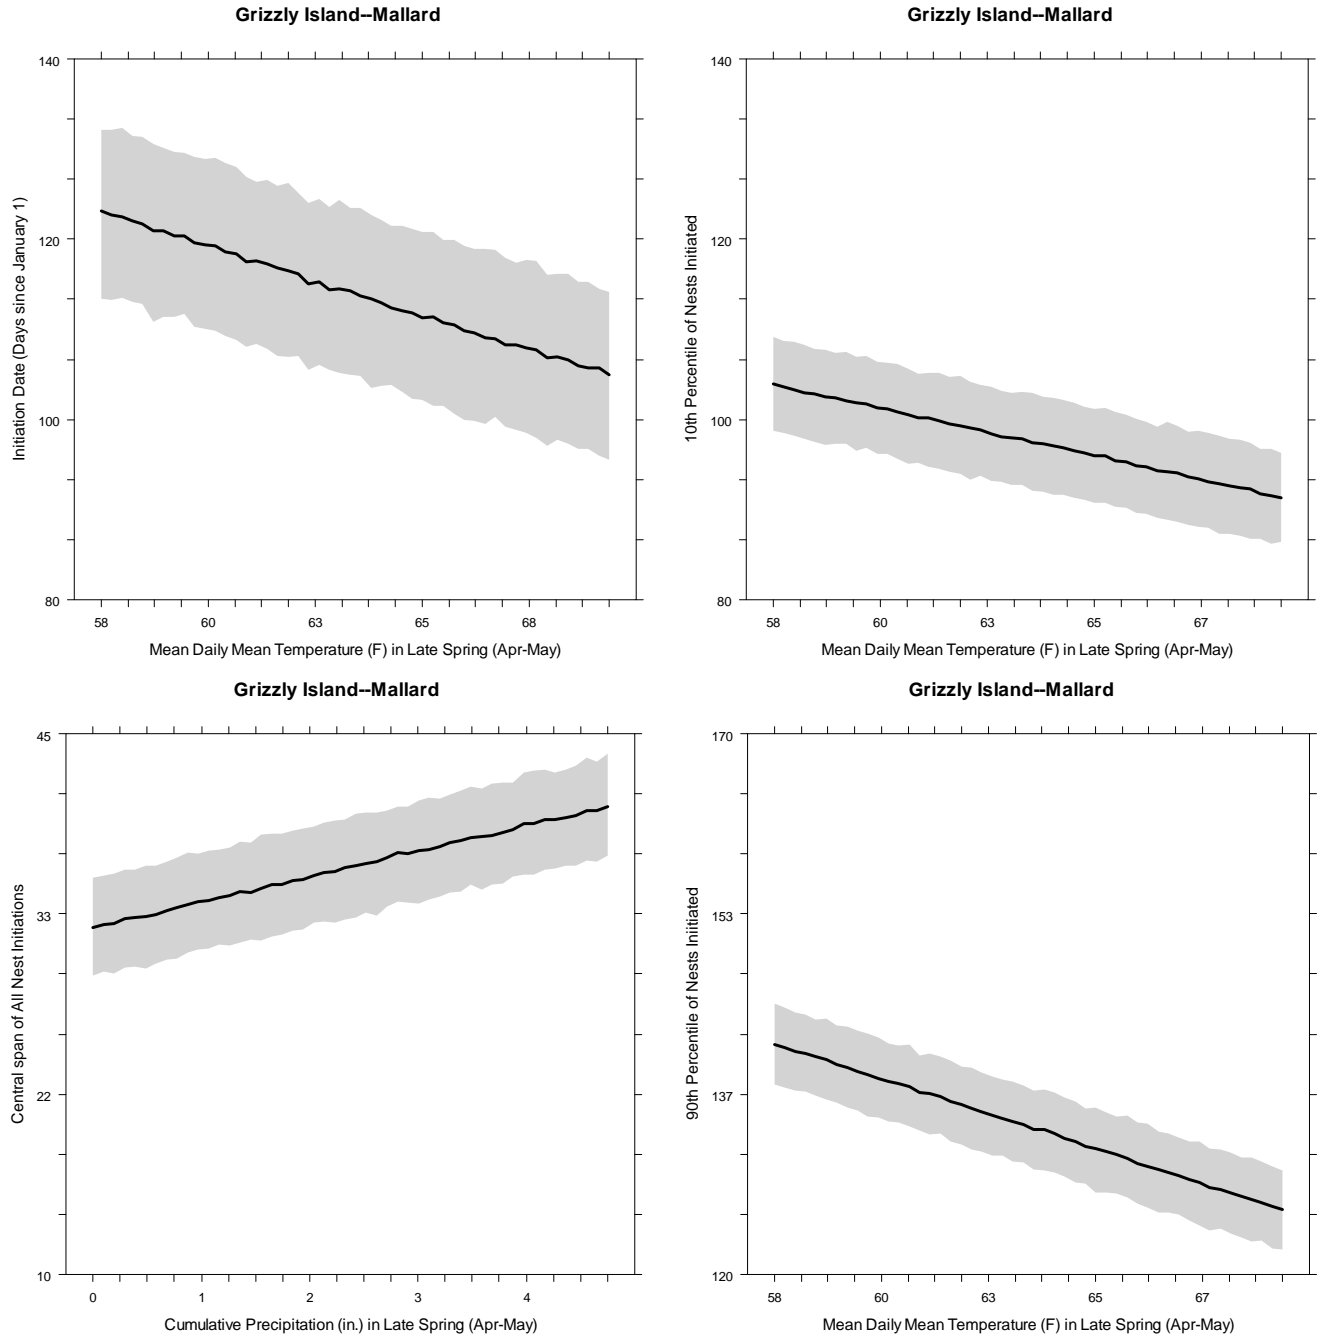 Grizzly Island--Mallard
140
120
100
80
Initiation Date (Days since January 1)
58 60 63 65 68
Mean Daily Mean Temperature (F) in Late Spring (Apr-May)
Grizzly Island--Mallard
140
120
100
80
10th Percentile of Nests Initiated
58 60 63 65 67
Mean Daily Mean Temperature (F) in Late Spring (Apr-May)
Grizzly Island--Mallard
45
33
22
10
Central span of All Nest Initiations
0 1 2 3 4
Cumulative Precipitation (in.) in Late Spring (Apr-May)
Grizzly Island--Mallard
170
153
137
120
90th Percentile of Nests Iniitiated
58 60 63 65 67
Mean Daily Mean Temperature (F) in Late Spring (Apr-May)